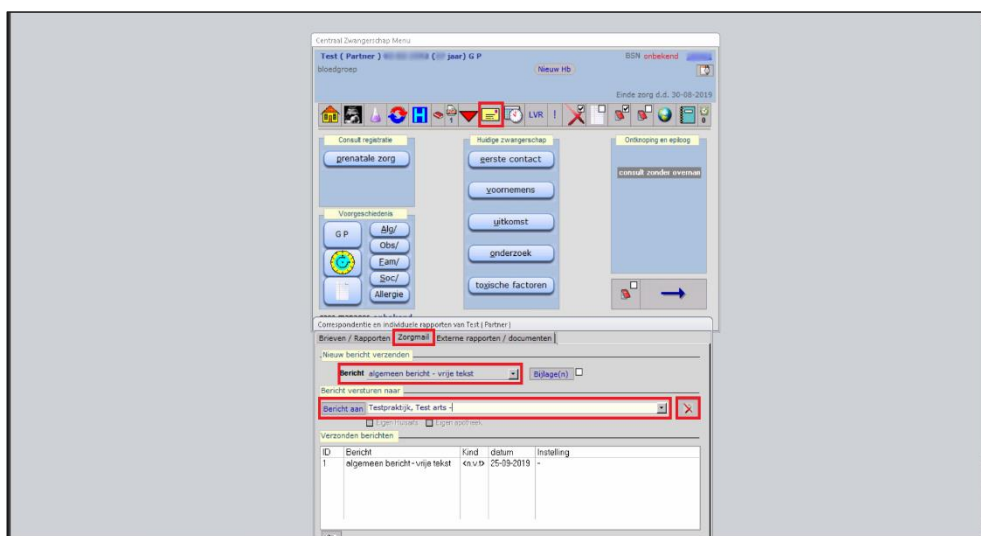 Centraal Zwangerschap Menu
Test ( Partner ) jaar) G P BSN onbekend
bloedgroep Nieuw Hb
Einde zorg d.d. 30-08-2019
1 LVR ! 0
Consult registratie Huidige zwangerschap Ontknoping en epiloog
prenatale zorg eerste contact
consult zonder overnam
voornemens
Voorgeschiedenis
G P Alg/ uitkomst
Obs/
Fam/ onderzoek
Soc/
Allergie toxische factoren
Correspondentie en individuele rapporten van Test ( Partner )
Brieven / Rapporten Zorgmail Externe rapporten / documenten
Nieuw bericht verzenden
Bericht algemeen bericht - vrije tekst Bijlage(n)
Bericht versturen naar
Bericht aan Testpraktijk, Test arts -
Eigen Huisarts Eigen apotheek
Verzonden berichten
ID Bericht Kind datum Instelling
1 algemeen bericht - vrije tekst <n.v.t> 25-09-2019 -